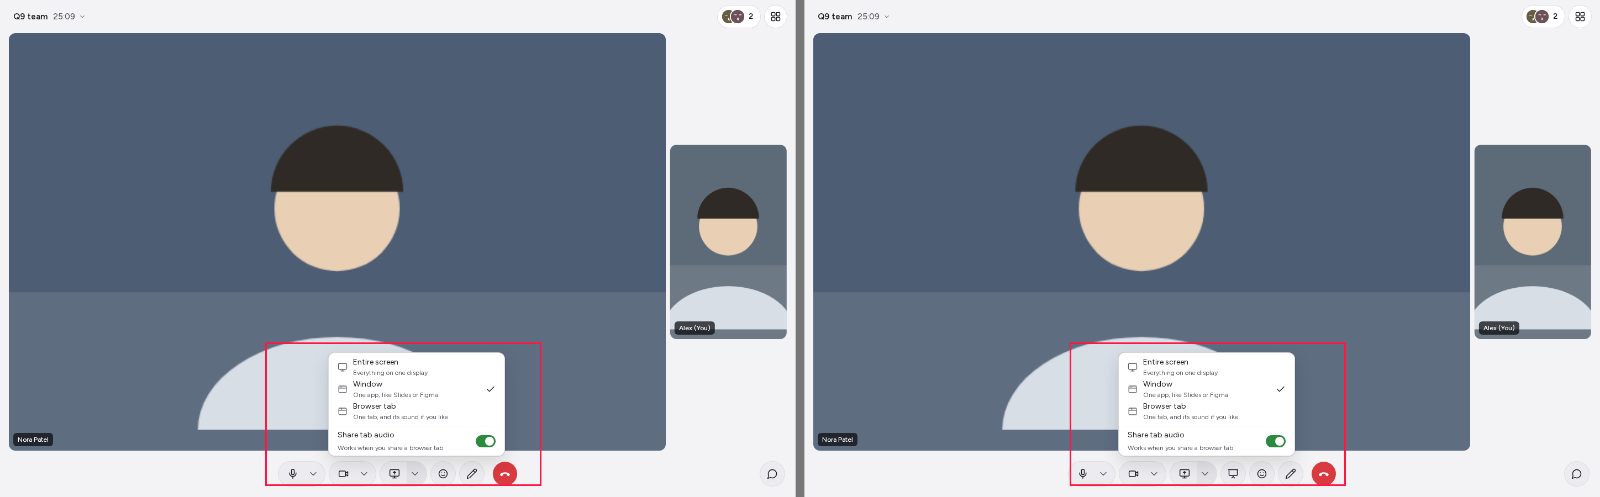 Q9 team 25:09
2
Nora Patel
Alex (You)
Entire screen
Everything on one display
Window
One app, like Slides or Figma
Browser tab
One tab, and its sound if you like
Share tab audio
Works when you share a browser tab
Q9 team 25:09
2
Nora Patel
Alex (You)
Entire screen
Everything on one display
Window
One app, like Slides or Figma
Browser tab
One tab, and its sound if you like
Share tab audio
Works when you share a browser tab